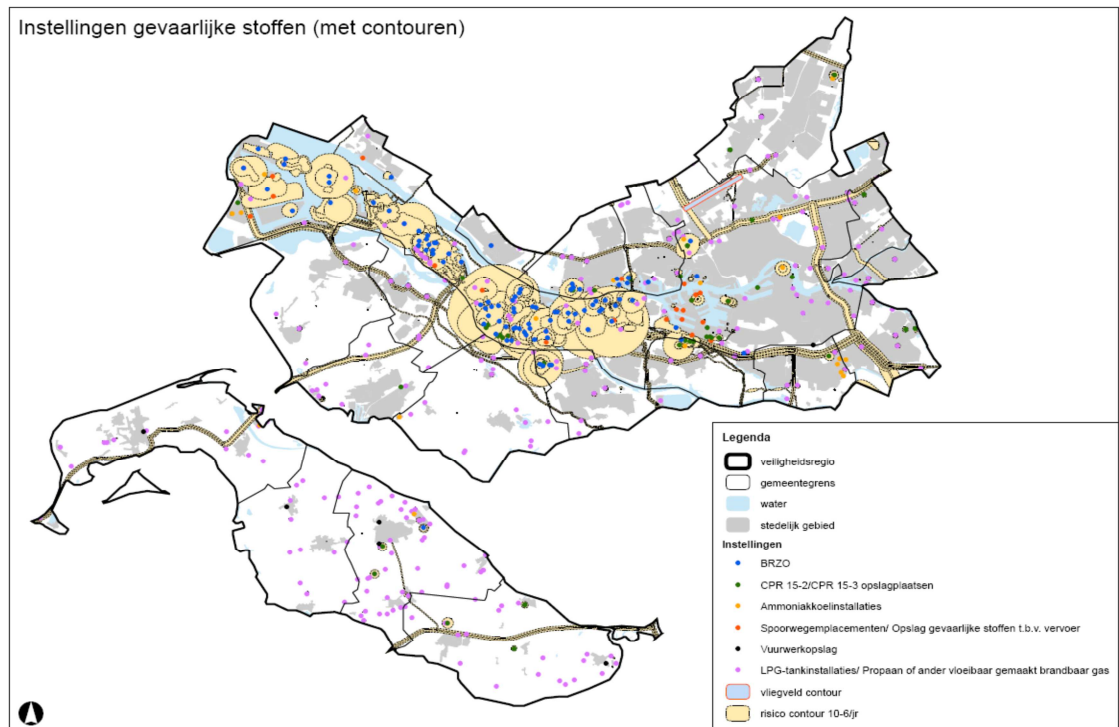 Instellingen gevaarlijke stoffen (met contouren)
Legenda
veiligheidsregio
gemeentegrens
water
stedelijk gebied
Instellingen
BRZO
CPR 15-2/CPR 15-3 opslagplaatsen
Ammoniakkoelinstallaties
Spoorwegemplacementen/ Opslag gevaarlijke stoffen t.b.v. vervoer
Vuurwerkopslag
LPG-tankinstallaties/ Propaan of ander vloeibaar gemaakt brandbaar gas
vliegveld contour
risico contour 10-6/jr